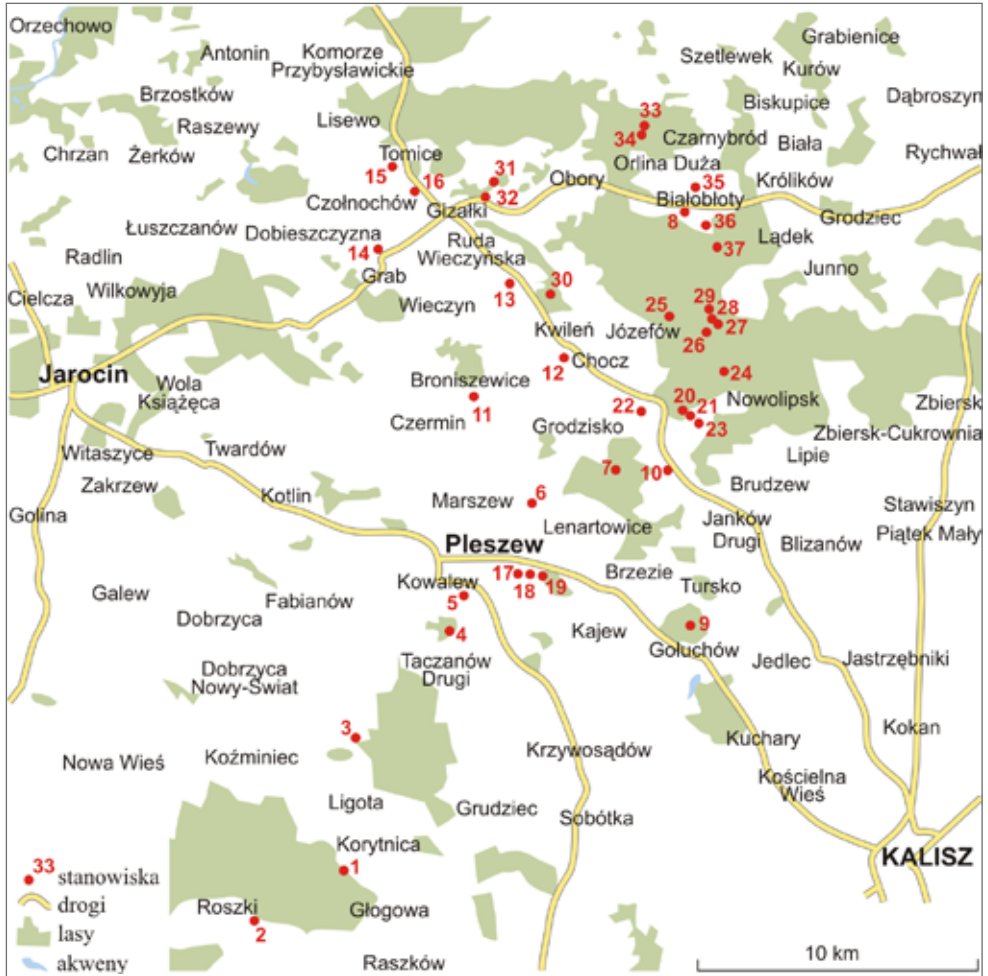 Orzechowo
Antonin
Komorze
Przybysławickie
Szetlewek
Grabienice
Kurów
Brzostków
Lisewo
Biskupice
Dąbroszyn
Raszewy
33
34
Czarnybród
Biała
Chrzan
Żerków
Tomice
Orlina Duża
Rychwał
15
16
31
32
Obory
35
Królików
Czołnochów
Gizałki
Białobłoty
Grodziec
8
36
Łuszczanów
Dobieszczyzna
Ruda
Wieczyńska
Lądek
37
14
Radlin
Grab
Junno
Cielcza
Wilkowyja
Wieczyn
13
30
25
29
28
27
26
Kwileń
Józefów
12
Chocz
Jarocin
Wola
Książęca
Broniszewice
24
11
20
21
Nowolipsk
Zbiersk
22
23
Czermin
Grodzisko
Zbiersk-Cukrownia
Witaszyce
Twardów
Lipie
Zakrzew
7
10
Brudzew
Kotlin
Marszew
6
Stawiszyn
Golina
Lenartowice
Janków
Drugi
Piątek Mały
Pleszew
Blizanów
17
18
19
Brzezie
Tursko
Galew
Kowalew
5
Fabianów
Dobrzyca
4
Kajew
9
Gołuchów
Taczanów
Drugi
Jedlec
Jastrzębniki
Dobrzyca
Nowy-Świat
3
Kokan
Nowa Wieś
Koźminiec
Krzywosądów
Kuchary
Kościelna
Wieś
Ligota
Grudziec
Sobótka
Korytnica
1
KALISZ
33 stanowiska
drogi
lasy
akweny
Roszki
2
Głogowa
Raszków
10 km